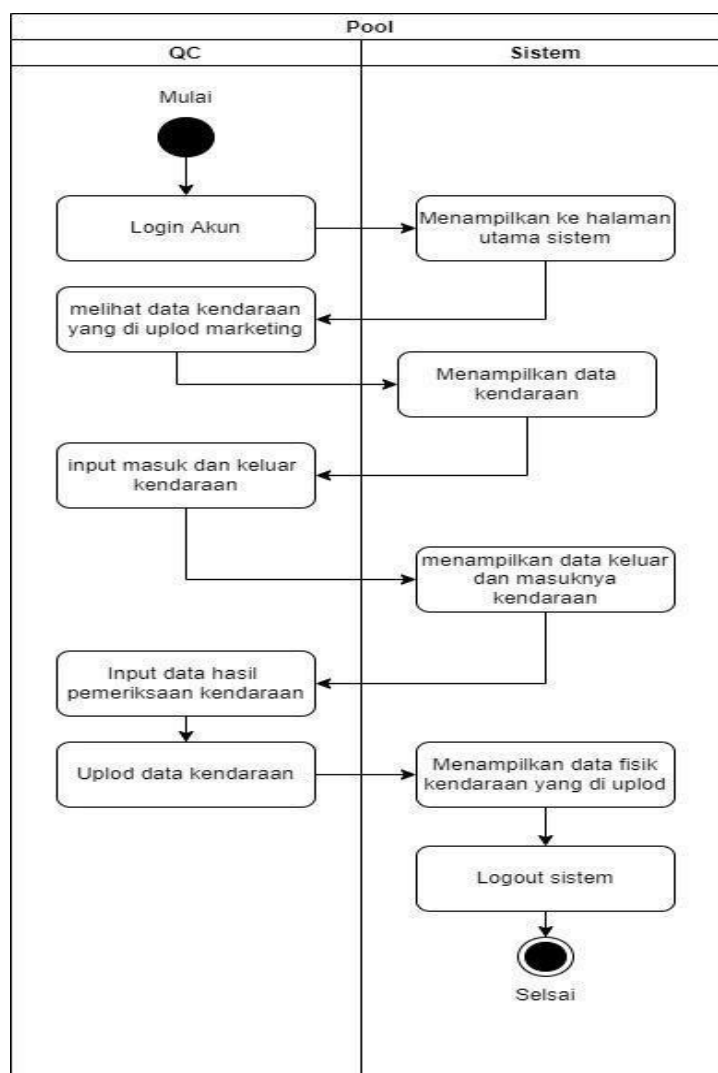 Pool
QC
Sistem
Mulai
Login Akun
Menampilkan ke halaman
utama sistem
melihat data kendaraan
yang di uplod marketing
Menampilkan data
kendaraan
input masuk dan keluar
kendaraan
menampilkan data keluar
dan masuknya
kendaraan
Input data hasil
pemeriksaan kendaraan
Uplod data kendaraan
Menampilkan data fisik
kendaraan yang di uplod
Logout sistem
Selsai